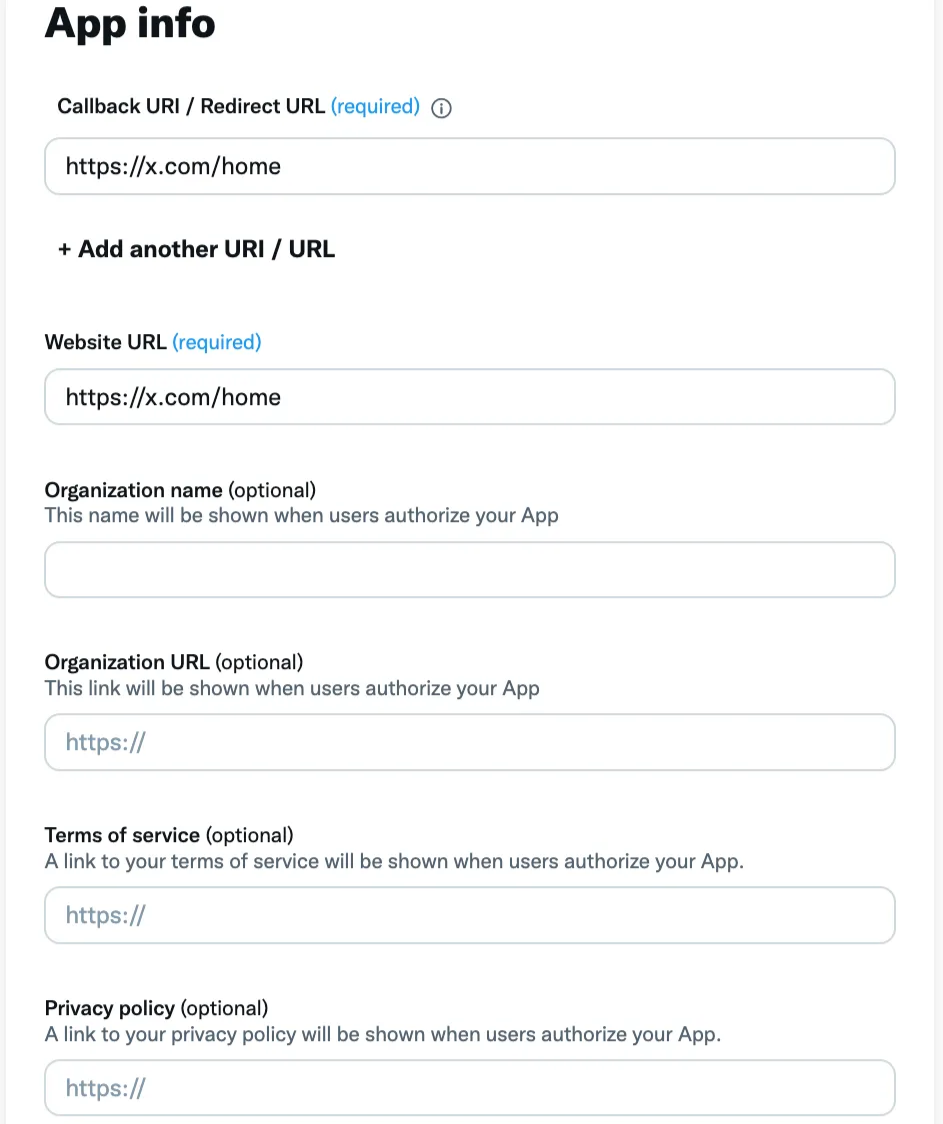 App info
Callback URI / Redirect URL (required)
https://x.com/home
+ Add another URI / URL
Website URL (required)
https://x.com/home
Organization name (optional)
This name will be shown when users authorize your App
Organization URL (optional)
This link will be shown when users authorize your App
https://
Terms of service (optional)
A link to your terms of service will be shown when users authorize your App.
https://
Privacy policy (optional)
A link to your privacy policy will be shown when users authorize your App.
https://